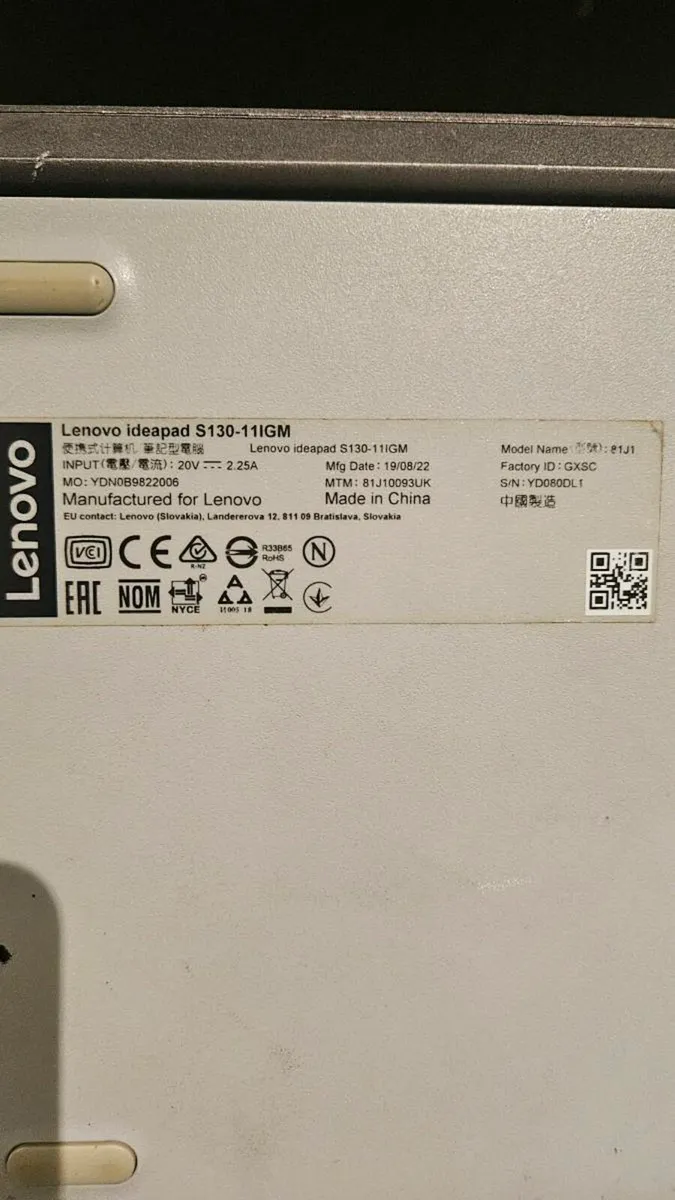 Lenovo
Lenovo ideapad S130-11IGM
便携式计算机/筆記型電腦 Lenovo ideapad S130-11IGM Model Name(型號): 81J1
INPUT(電壓/電流): 20V ⎓ 2.25A Mfg Date: 19/08/22 Factory ID: GXSC
MO: YDN0B9822006 MTM: 81J10093UK S/N: YD080DL1
Manufactured for Lenovo Made in China 中國製造
EU contact: Lenovo (Slovakia), Landererova 12, 811 09 Bratislava, Slovakia
VCCI CE R-NZ R33B65 RoHS N
EAC NOM NYCE